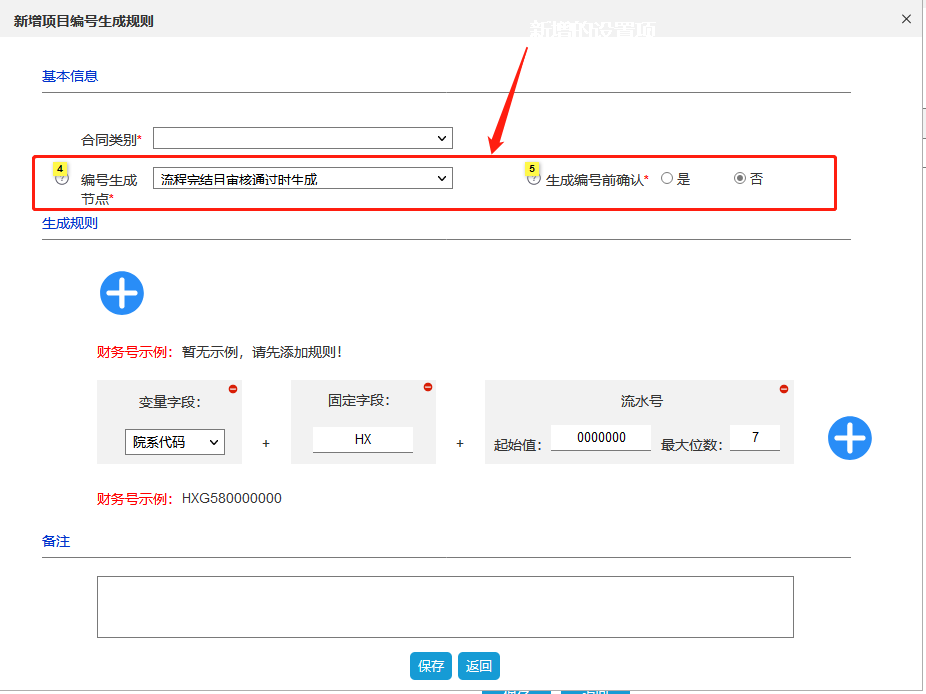 新增项目编号生成规则
新增的设置项
基本信息
合同类别*
4
编号生成节点*
流程完结且审核通过时生成
5
生成编号前确认*
是
否
生成规则
财务号示例：暂无示例，请先添加规则！
变量字段：
院系代码
+
固定字段：
HX
+
流水号
起始值：
0000000
最大位数：
7
财务号示例：HXG580000000
备注
保存
返回